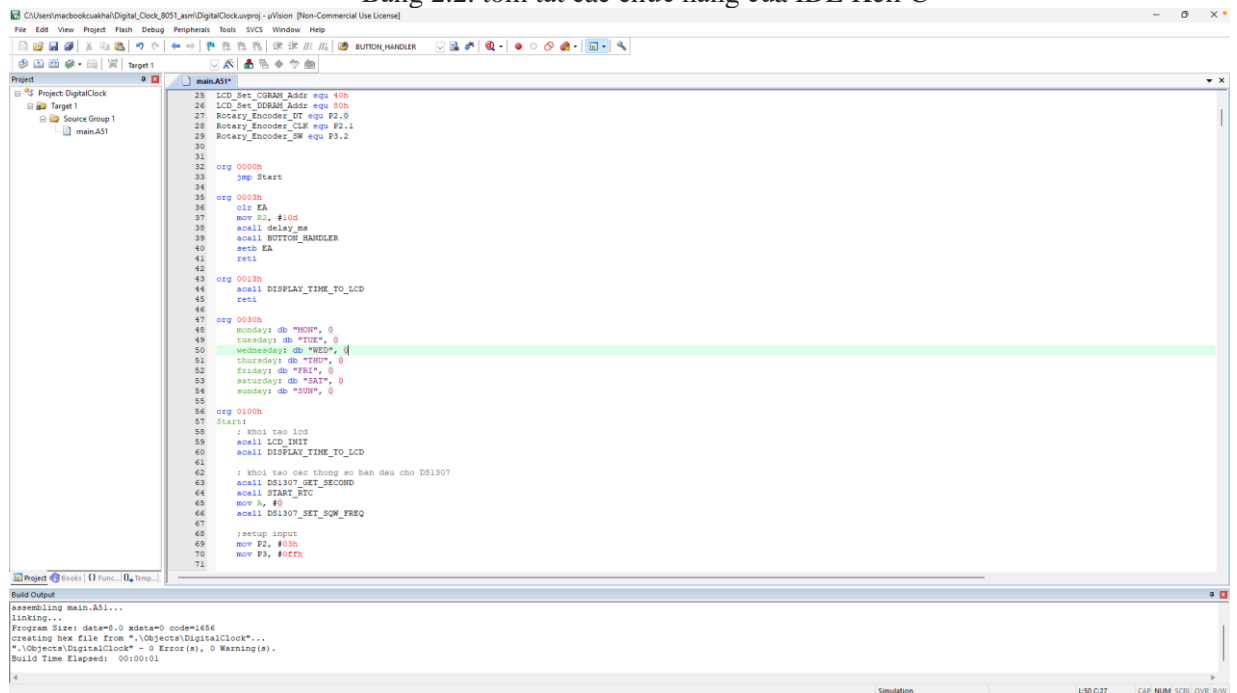 Bảng 2.2: tóm tắt các chức năng của IDE Keil C
C:\Users\macbookcuakhai\Digital_Clock_8051_asm\DigitalClock.uvproj - µVision [Non-Commercial Use License]
File Edit View Project Flash Debug Peripherals Tools SVCS Window Help
BUTTON_HANDLER
Target 1
Project
main.A51*
Project: DigitalClock
Target 1
Source Group 1
main.A51
25 LCD_Set_CGRAM_Addr equ 40h
26 LCD_Set_DDRAM_Addr equ 80h
27 Rotary_Encoder_DT equ P2.0
28 Rotary_Encoder_CLK equ P2.1
29 Rotary_Encoder_SW equ P3.2
30
31
32 org 0000h
33 jmp Start
34
35 org 0003h
36 clr EA
37 mov R2, #10d
38 acall delay_ms
39 acall BUTTON_HANDLER
40 setb EA
41 reti
42
43 org 0013h
44 acall DISPLAY_TIME_TO_LCD
45 reti
46
47 org 0030h
48 monday: db "MON", 0
49 tuesday: db "TUE", 0
50 wednesday: db "WED", 0
51 thursday: db "THU", 0
52 friday: db "FRI", 0
53 saturday: db "SAT", 0
54 sunday: db "SUN", 0
55
56 org 0100h
57 Start:
58 ; khoi tao lcd
59 acall LCD_INIT
60 acall DISPLAY_TIME_TO_LCD
61
62 ; khoi tao cac thong so ban dau cho DS1307
63 acall DS1307_GET_SECOND
64 acall START_RTC
65 mov A, #0
66 acall DS1307_SET_SQW_FREQ
67
68 ;setup input
69 mov P2, #03h
70 mov P3, #0ffh
71
Project Books {} Func... 0 Temp...
Build Output
assembling main.A51...
linking...
Program Size: data=8.0 xdata=0 code=1656
creating hex file from ".\Objects\DigitalClock"...
".\Objects\DigitalClock" - 0 Error(s), 0 Warning(s).
Build Time Elapsed: 00:00:01
Simulation L:50 C:27 CAP NUM SCRL OVR R/W